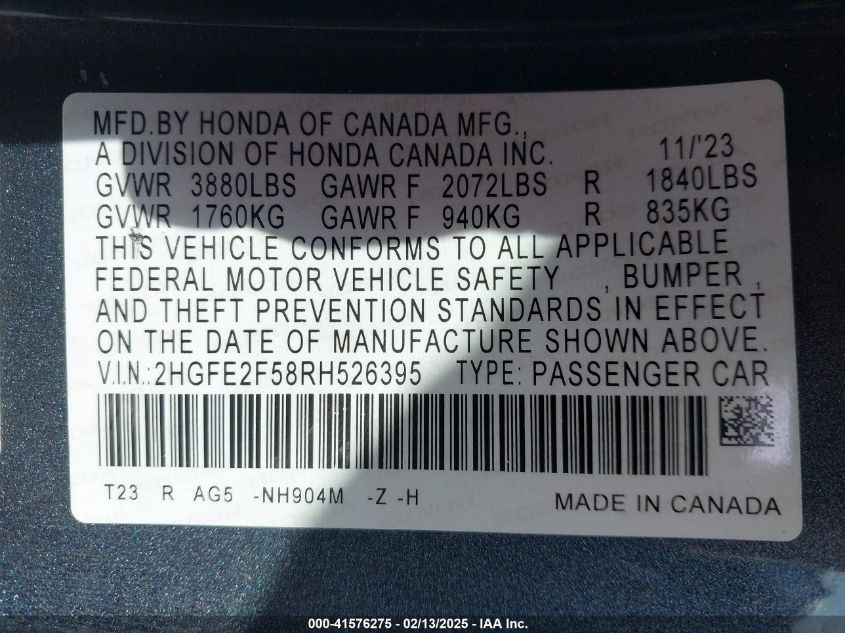 MFD.BY HONDA OF CANADA MFG.,
A DIVISION OF HONDA CANADA INC. 11/'23
GVWR 3880LBS GAWR F 2072LBS R 1840LBS
GVWR 1760KG GAWR F 940KG R 835KG
THIS VEHICLE CONFORMS TO ALL APPLICABLE
FEDERAL MOTOR VEHICLE SAFETY , BUMPER ,
AND THEFT PREVENTION STANDARDS IN EFFECT
ON THE DATE OF MANUFACTURE SHOWN ABOVE.
V.I.N.:2HGFE2F58RH526395 TYPE: PASSENGER CAR
T23 R AG5 -NH904M -Z -H MADE IN CANADA
000-41576275 - 02/13/2025 - IAA Inc.